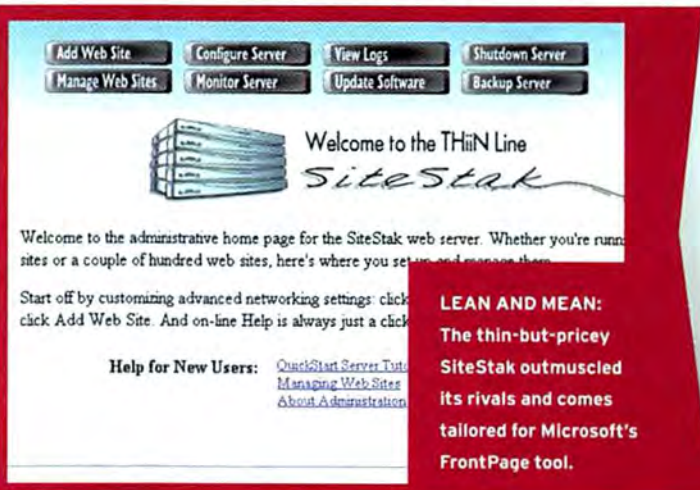 Add Web Site Configure Server View Logs Shutdown Server
Manage Web Sites Monitor Server Update Software Backup Server
Welcome to the THiiN Line
SiteStak
Welcome to the administrative home page for the SiteStak web server. Whether you're runn
sites or a couple of hundred web sites, here's where you set up and manage them.
Start off by customizing advanced networking settings: click
click Add Web Site. And on-line Help is always just a click
Help for New Users: QuickStart Server Tuto
Managing Web Sites
About Administration
LEAN AND MEAN:
The thin-but-pricey
SiteStak outmuscled
its rivals and comes
tailored for Microsoft's
FrontPage tool.